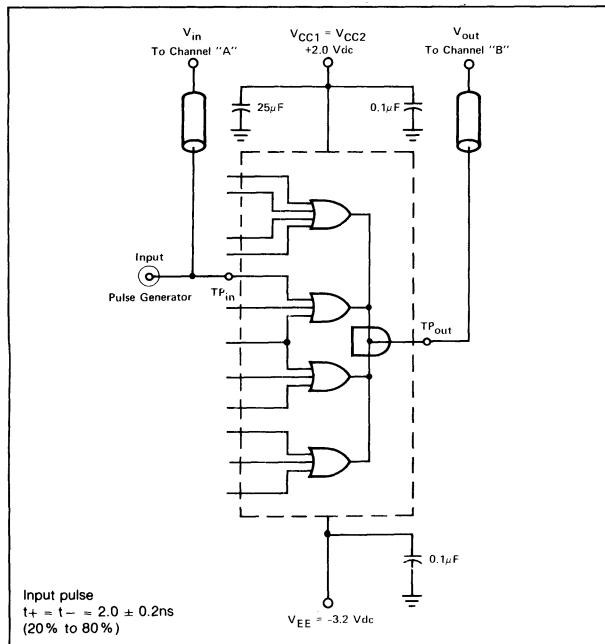 V_in
To Channel "A"
V_CC1 = V_CC2
+2.0 Vdc
V_out
To Channel "B"
25μF
0.1μF
Input
Pulse Generator
TP_in
TP_out
0.1μF
V_EE = -3.2 Vdc
Input pulse
t+ = t− = 2.0 ± 0.2ns
(20% to 80%)